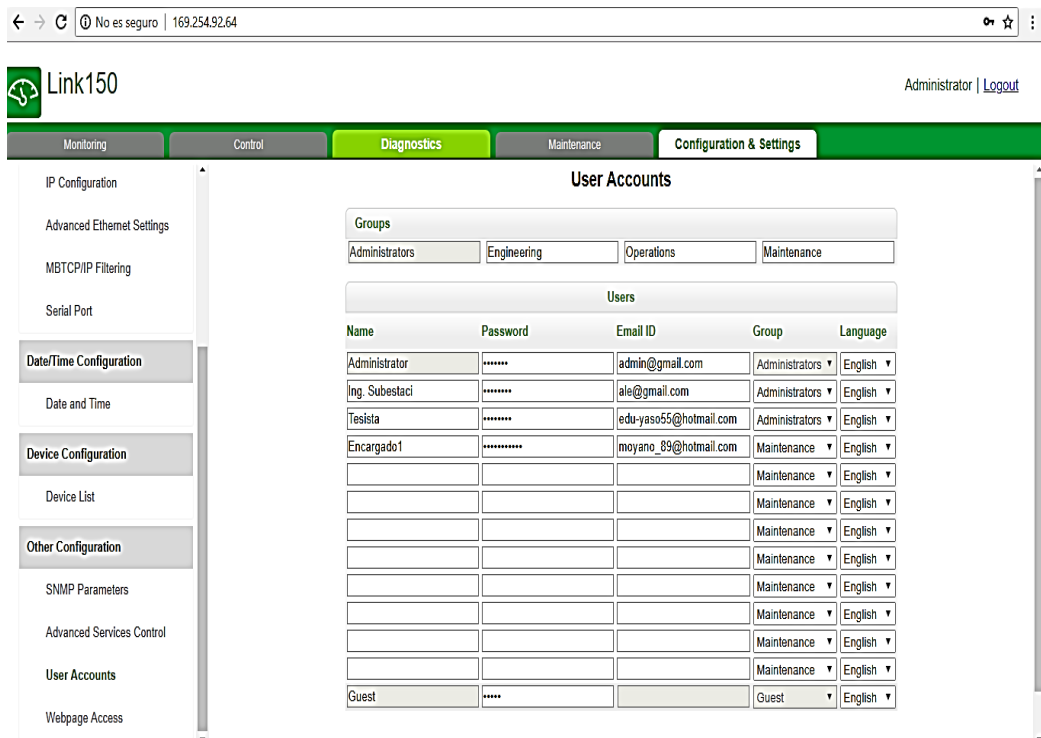 No es seguro | 169.254.92.64
Link150
Administrator | Logout
Monitoring Control Diagnostics Maintenance Configuration & Settings
IP Configuration
Advanced Ethernet Settings
MBTCP/IP Filtering
Serial Port
Date/Time Configuration
Date and Time
Device Configuration
Device List
Other Configuration
SNMP Parameters
Advanced Services Control
User Accounts
Webpage Access
User Accounts
Groups
Administrators Engineering Operations Maintenance
Users
Name Password Email ID Group Language
Administrator ••••••• admin@gmail.com Administrators English
Ing. Subestaci •••••••• ale@gmail.com Administrators English
Tesista •••••••• edu-yaso55@hotmail.com Administrators English
Encargado1 ••••••••••• moyano_89@hotmail.com Maintenance English
Maintenance English
Maintenance English
Maintenance English
Maintenance English
Maintenance English
Maintenance English
Maintenance English
Maintenance English
Guest ••••• Guest English